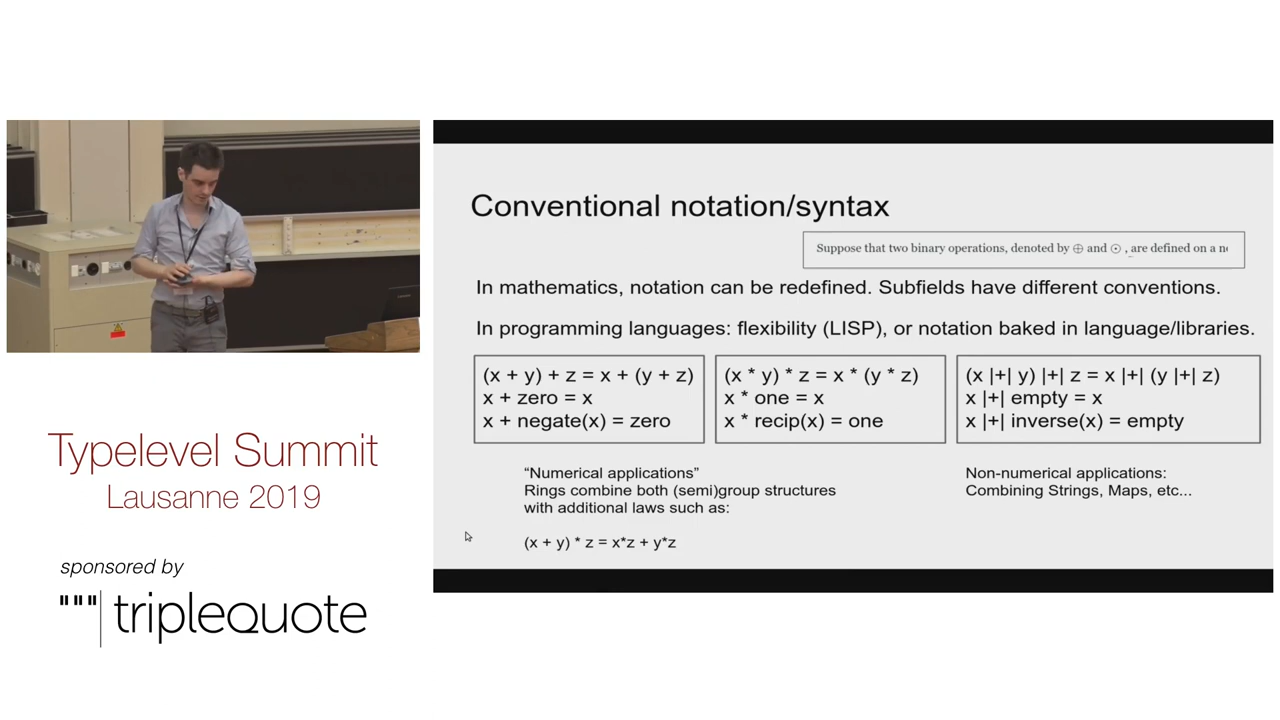 Conventional notation/syntax
Suppose that two binary operations, denoted by ⊕ and ⊙ , are defined on a
In mathematics, notation can be redefined. Subfields have different conventions.
In programming languages: flexibility (LISP), or notation baked in language/libraries.
(x + y) + z = x + (y + z)
x + zero = x
x + negate(x) = zero
(x * y) * z = x * (y * z)
x * one = x
x * recip(x) = one
(x |+| y) |+| z = x |+| (y |+| z)
x |+| empty = x
x |+| inverse(x) = empty
“Numerical applications”
Rings combine both (semi)group structures
with additional laws such as:
(x + y) * z = x*z + y*z
Non-numerical applications:
Combining Strings, Maps, etc...
Typelevel Summit
Lausanne 2019
sponsored by
"""|triplequote